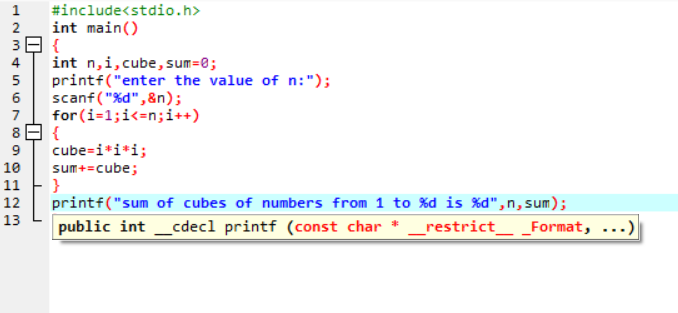 1 #include<stdio.h>
2 int main()
3 {
4 int n,i,cube,sum=0;
5 printf("enter the value of n:");
6 scanf("%d",&n);
7 for(i=1;i<=n;i++)
8 {
9 cube=i*i*i;
10 sum+=cube;
11 }
12 printf("sum of cubes of numbers from 1 to %d is %d",n,sum);
13
public int __cdecl printf (const char * __restrict__ _Format, ...)